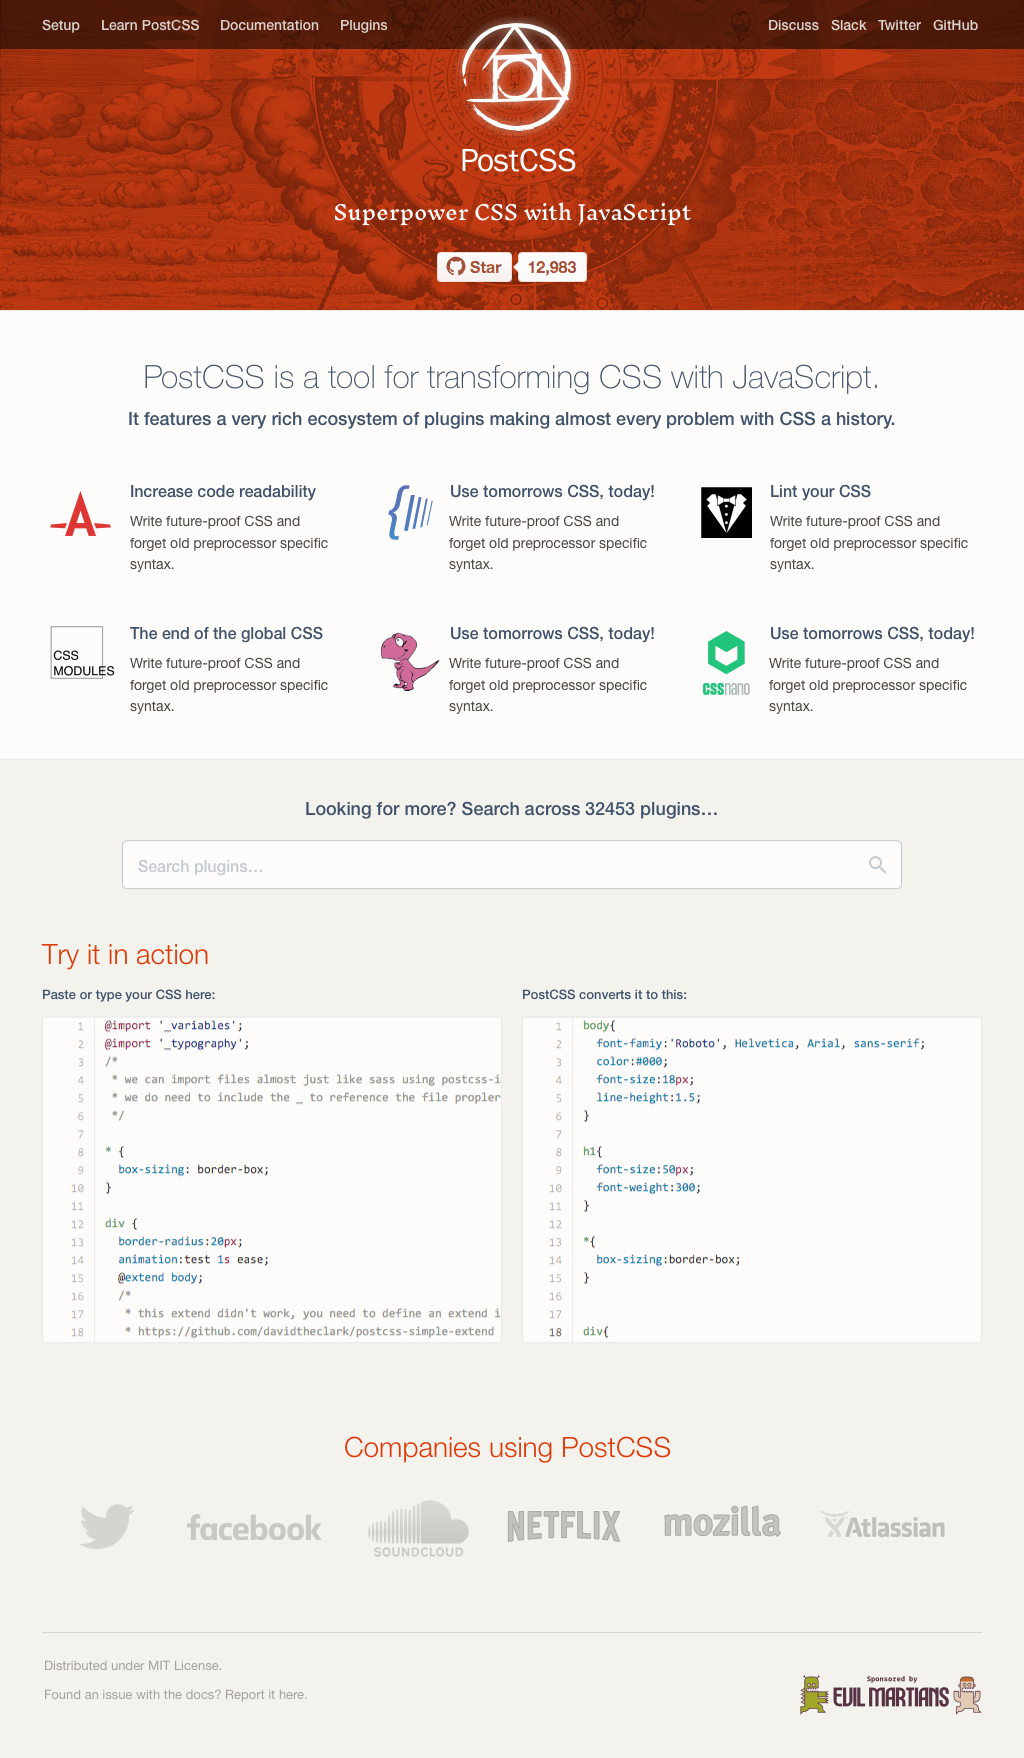 Setup Learn PostCSS Documentation Plugins
Discuss Slack Twitter GitHub
PostCSS
Superpower CSS with JavaScript
Star 12,983
PostCSS is a tool for transforming CSS with JavaScript.
It features a very rich ecosystem of plugins making almost every problem with CSS a history.
Increase code readability
Write future-proof CSS and
forget old preprocessor specific
syntax.
Use tomorrows CSS, today!
Write future-proof CSS and
forget old preprocessor specific
syntax.
Lint your CSS
Write future-proof CSS and
forget old preprocessor specific
syntax.
CSS
MODULES
The end of the global CSS
Write future-proof CSS and
forget old preprocessor specific
syntax.
Use tomorrows CSS, today!
Write future-proof CSS and
forget old preprocessor specific
syntax.
cssnano
Use tomorrows CSS, today!
Write future-proof CSS and
forget old preprocessor specific
syntax.
Looking for more? Search across 32453 plugins...
Search plugins...
Try it in action
Paste or type your CSS here:
1 @import '_variables';
2 @import '_typography';
3 /*
4 * we can import files almost just like sass using postcss-i
5 * we do need to include the _ to reference the file propler
6 */
7
8 * {
9 box-sizing: border-box;
10 }
11
12 div {
13 border-radius:20px;
14 animation:test 1s ease;
15 @extend body;
16 /*
17 * this extend didn't work, you need to define an extend i
18 * https://github.com/davidtheclark/postcss-simple-extend
PostCSS converts it to this:
1 body{
2 font-famiy:'Roboto', Helvetica, Arial, sans-serif;
3 color:#000;
4 font-size:18px;
5 line-height:1.5;
6 }
7
8 h1{
9 font-size:50px;
10 font-weight:300;
11 }
12
13 *{
14 box-sizing:border-box;
15 }
16
17
18 div{
Companies using PostCSS
facebook
SOUNDCLOUD
NETFLIX
mozilla
Atlassian
Distributed under MIT License.
Found an issue with the docs? Report it here.
Sponsored by
EVIL MARTIANS